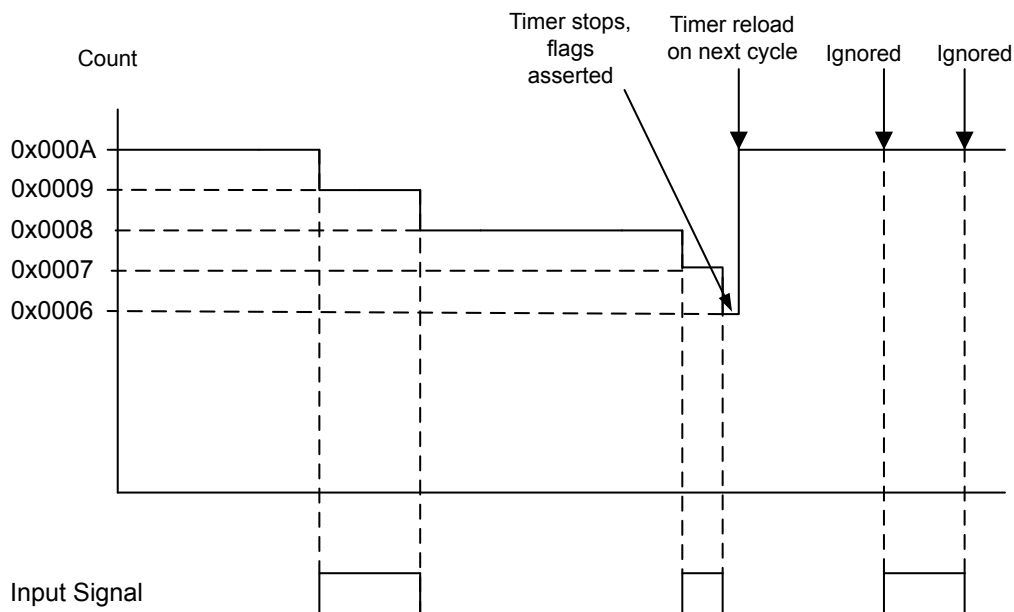 Timer stops,
flags
asserted
Timer reload
on next cycle
Ignored
Ignored
Count
0x000A
0x0009
0x0008
0x0007
0x0006
Input Signal